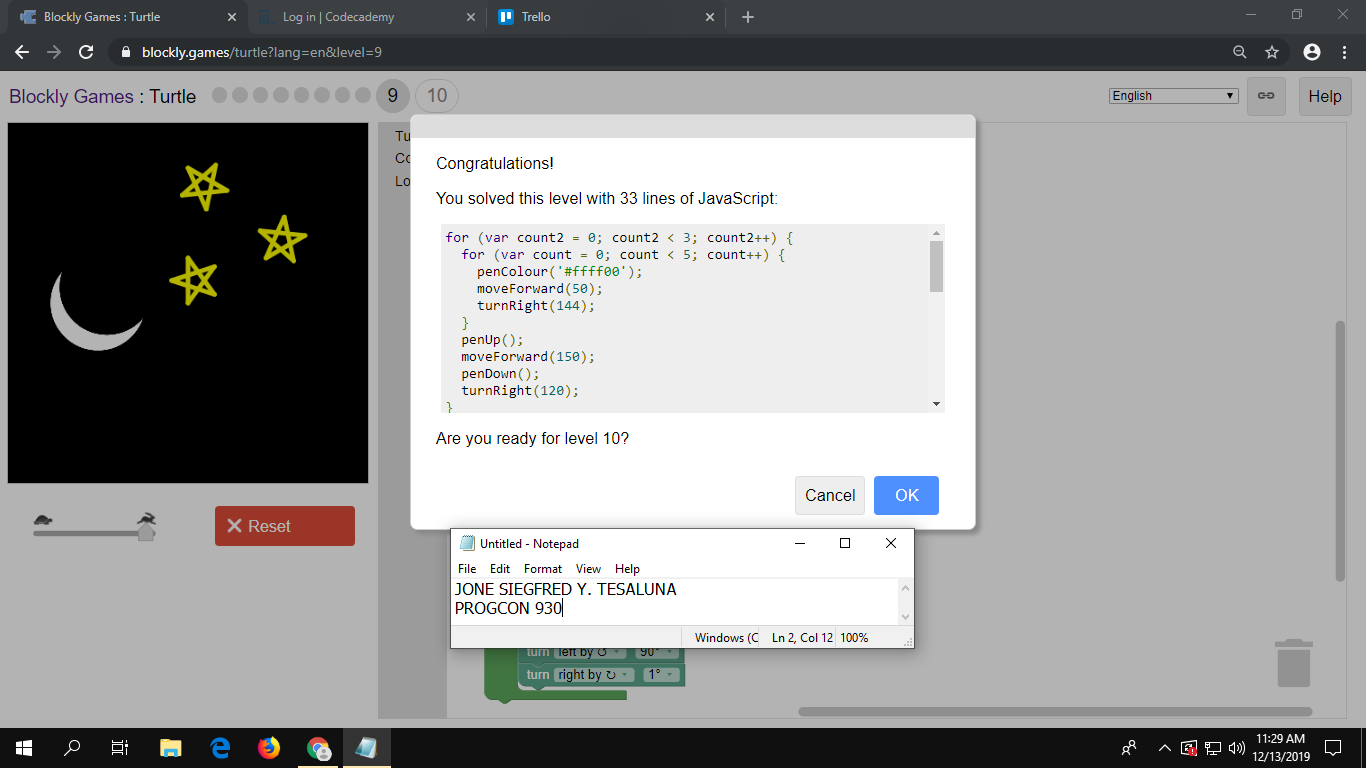 Blockly Games : Turtle
Log in | Codecademy
Trello
blockly.games/turtle?lang=en&level=9
Blockly Games : Turtle
9
10
English
Help
Tu
Co
Lo
Congratulations!
You solved this level with 33 lines of JavaScript:
for (var count2 = 0; count2 < 3; count2++) {
for (var count = 0; count < 5; count++) {
penColour('#ffff00');
moveForward(50);
turnRight(144);
}
penUp();
moveForward(150);
penDown();
turnRight(120);
}
Are you ready for level 10?
Cancel
OK
Reset
Untitled - Notepad
File Edit Format View Help
JONE SIEGFRED Y. TESALUNA
PROGCON 930
Windows (C
Ln 2, Col 12
100%
turn left by ↻ 90°
turn right by ↻ 1°
11:29 AM
12/13/2019